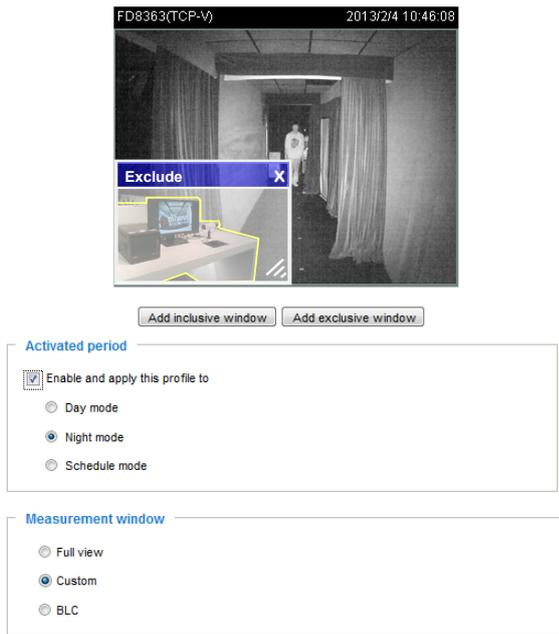 FD8363(TCP-V) 2013/2/4 10:46:08
Exclude X
Add inclusive window Add exclusive window
Activated period
Enable and apply this profile to
Day mode
Night mode
Schedule mode
Measurement window
Full view
Custom
BLC